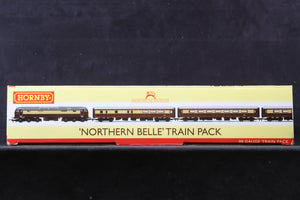 HORNBY
'NORTHERN BELLE' TRAIN PACK
00 GAUGE TRAIN PACK